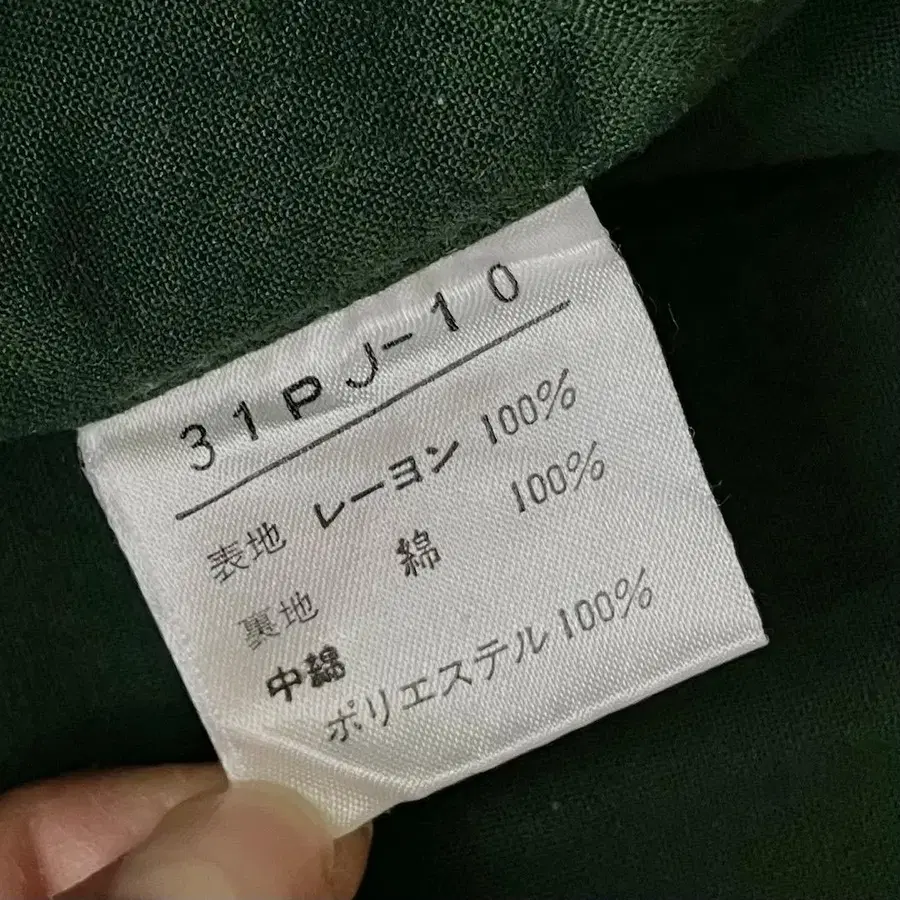 31PJ-10
表地 レーヨン 100%
裏地 綿 100%
中綿
ポリエステル 100%